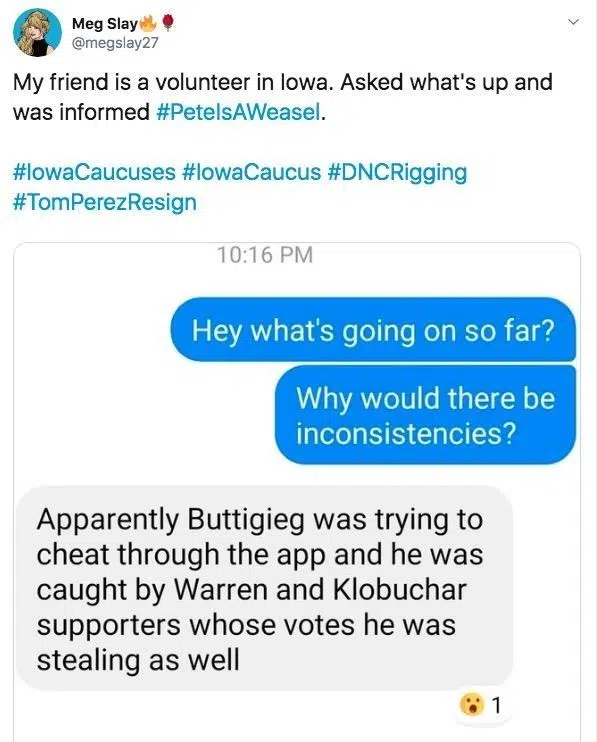 Meg Slay🔥🌹
@megslay27
My friend is a volunteer in Iowa. Asked what's up and
was informed #PeteIsAWeasel.
#IowaCaucuses #IowaCaucus #DNCRigging
#TomPerezResign
10:16 PM
Hey what's going on so far?
Why would there be
inconsistencies?
Apparently Buttigieg was trying to
cheat through the app and he was
caught by Warren and Klobuchar
supporters whose votes he was
stealing as well
😮 1